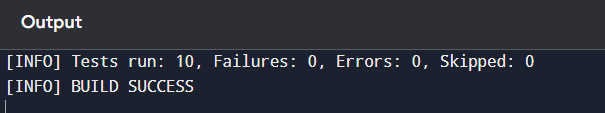 Output
[INFO] Tests run: 10, Failures: 0, Errors: 0, Skipped: 0
[INFO] BUILD SUCCESS